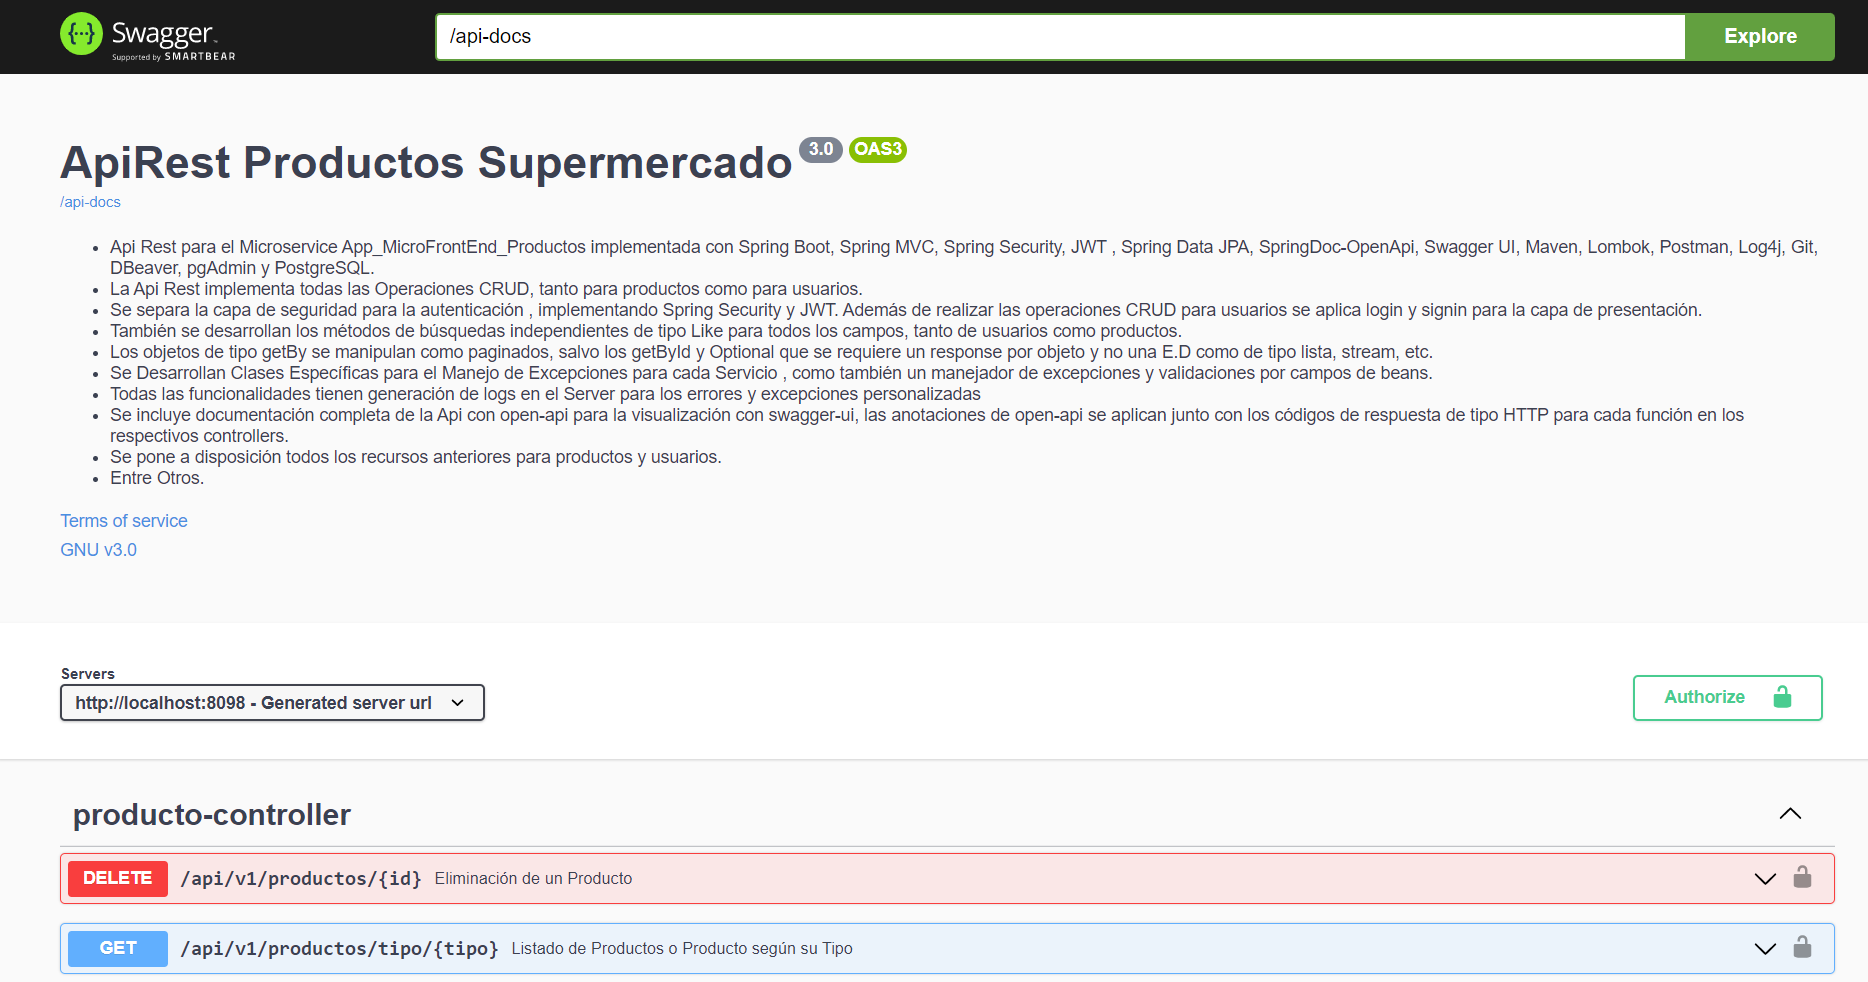 Swagger
Supported by SMARTBEAR
/api-docs
Explore
ApiRest Productos Supermercado 3.0 OAS3
/api-docs
Api Rest para el Microservice App_MicroFrontEnd_Productos implementada con Spring Boot, Spring MVC, Spring Security, JWT , Spring Data JPA, SpringDoc-OpenApi, Swagger UI, Maven, Lombok, Postman, Log4j, Git,
DBeaver, pgAdmin y PostgreSQL.
La Api Rest implementa todas las Operaciones CRUD, tanto para productos como para usuarios.
Se separa la capa de seguridad para la autenticación , implementando Spring Security y JWT. Además de realizar las operaciones CRUD para usuarios se aplica login y signin para la capa de presentación.
También se desarrollan los métodos de búsquedas independientes de tipo Like para todos los campos, tanto de usuarios como productos.
Los objetos de tipo getBy se manipulan como paginados, salvo los getById y Optional que se requiere un response por objeto y no una E.D como de tipo lista, stream, etc.
Se Desarrollan Clases Específicas para el Manejo de Excepciones para cada Servicio , como también un manejador de excepciones y validaciones por campos de beans.
Todas las funcionalidades tienen generación de logs en el Server para los errores y excepciones personalizadas
Se incluye documentación completa de la Api con open-api para la visualización con swagger-ui, las anotaciones de open-api se aplican junto con los códigos de respuesta de tipo HTTP para cada función en los
respectivos controllers.
Se pone a disposición todos los recursos anteriores para productos y usuarios.
Entre Otros.
Terms of service
GNU v3.0
Servers
http://localhost:8098 - Generated server url
Authorize
producto-controller
DELETE /api/v1/productos/{id} Eliminación de un Producto
GET /api/v1/productos/tipo/{tipo} Listado de Productos o Producto según su Tipo